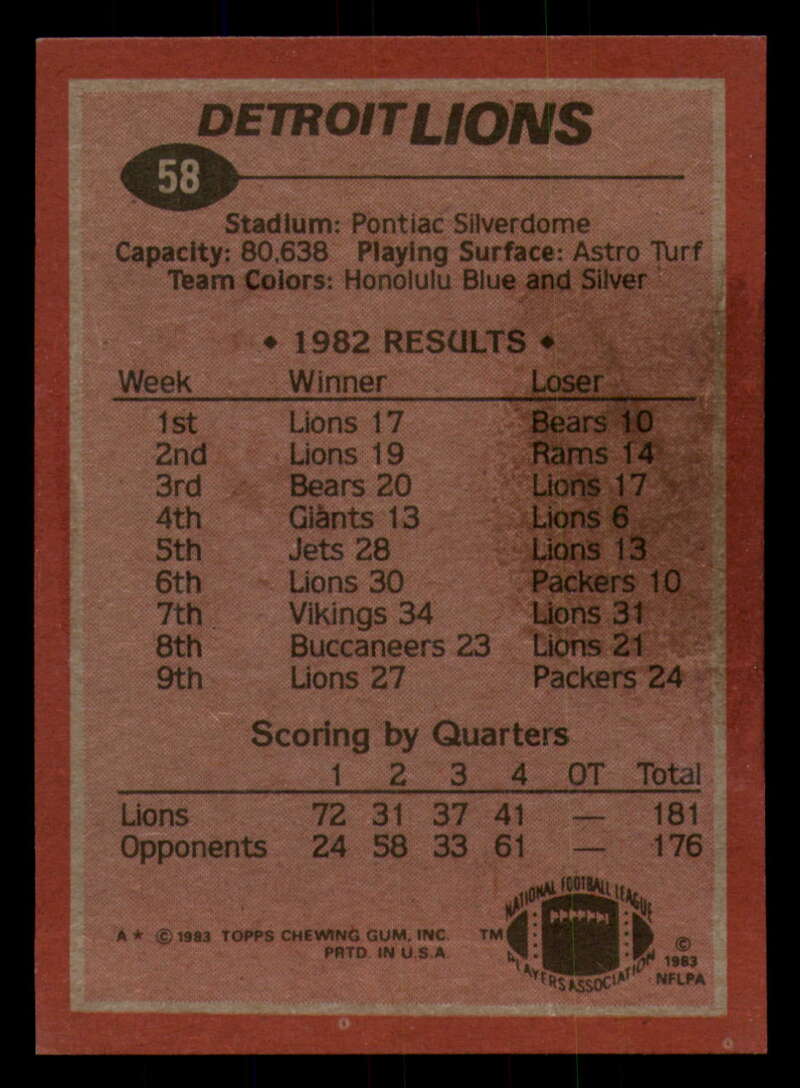 DETROIT LIONS
58
Stadium: Pontiac Silverdome
Capacity: 80,638 Playing Surface: Astro Turf
Team Colors: Honolulu Blue and Silver
• 1982 RESULTS •
Week Winner Loser
1st Lions 17 Bears 10
2nd Lions 19 Rams 14
3rd Bears 20 Lions 17
4th Giants 13 Lions 6
5th Jets 28 Lions 13
6th Lions 30 Packers 10
7th Vikings 34 Lions 31
8th Buccaneers 23 Lions 21
9th Lions 27 Packers 24
Scoring by Quarters
1 2 3 4 OT Total
Lions 72 31 37 41 — 181
Opponents 24 58 33 61 — 176
A★ © 1983 TOPPS CHEWING GUM, INC.
PRTD. IN U.S.A.
TM
NATIONAL FOOTBALL LEAGUE
PLAYERS ASSOCIATION
©
1983
NFLPA